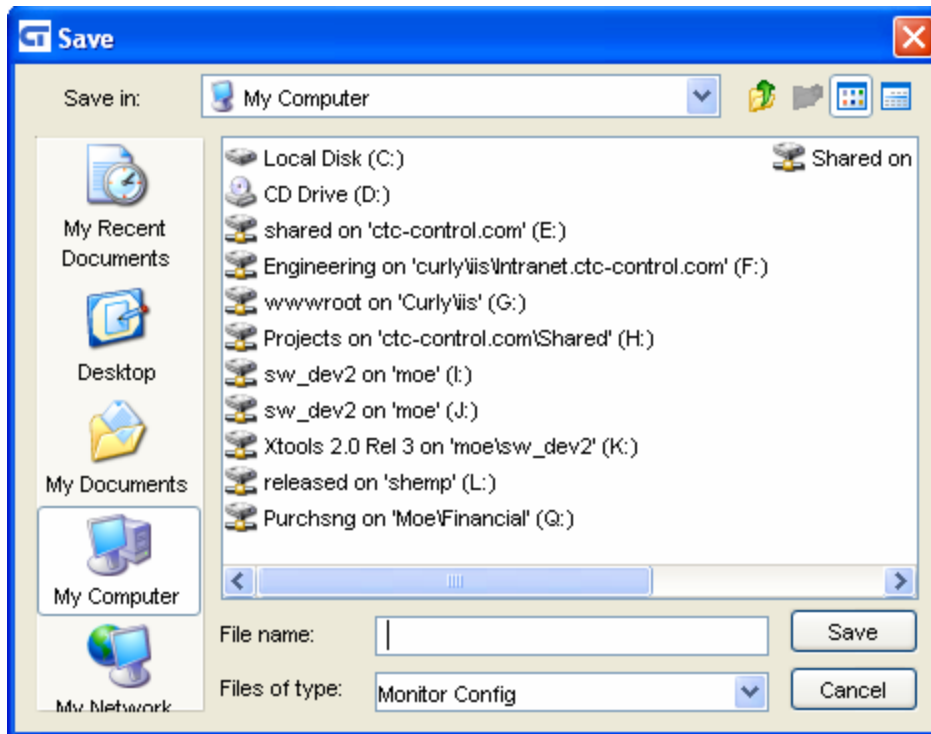 Save
Save in:
My Computer
My Recent
Documents
Desktop
My Documents
My Computer
My Network
Local Disk (C:)
CD Drive (D:)
shared on 'ctc-control.com' (E:)
Engineering on 'curly\iis\Intranet.ctc-control.com' (F:)
wwwroot on 'Curly\iis' (G:)
Projects on 'ctc-control.com\Shared' (H:)
sw_dev2 on 'moe' (I:)
sw_dev2 on 'moe' (J:)
Xtools 2.0 Rel 3 on 'moe\sw_dev2' (K:)
released on 'shemp' (L:)
Purchsng on 'Moe\Financial' (Q:)
Shared on
File name:
Save
Files of type:
Monitor Config
Cancel